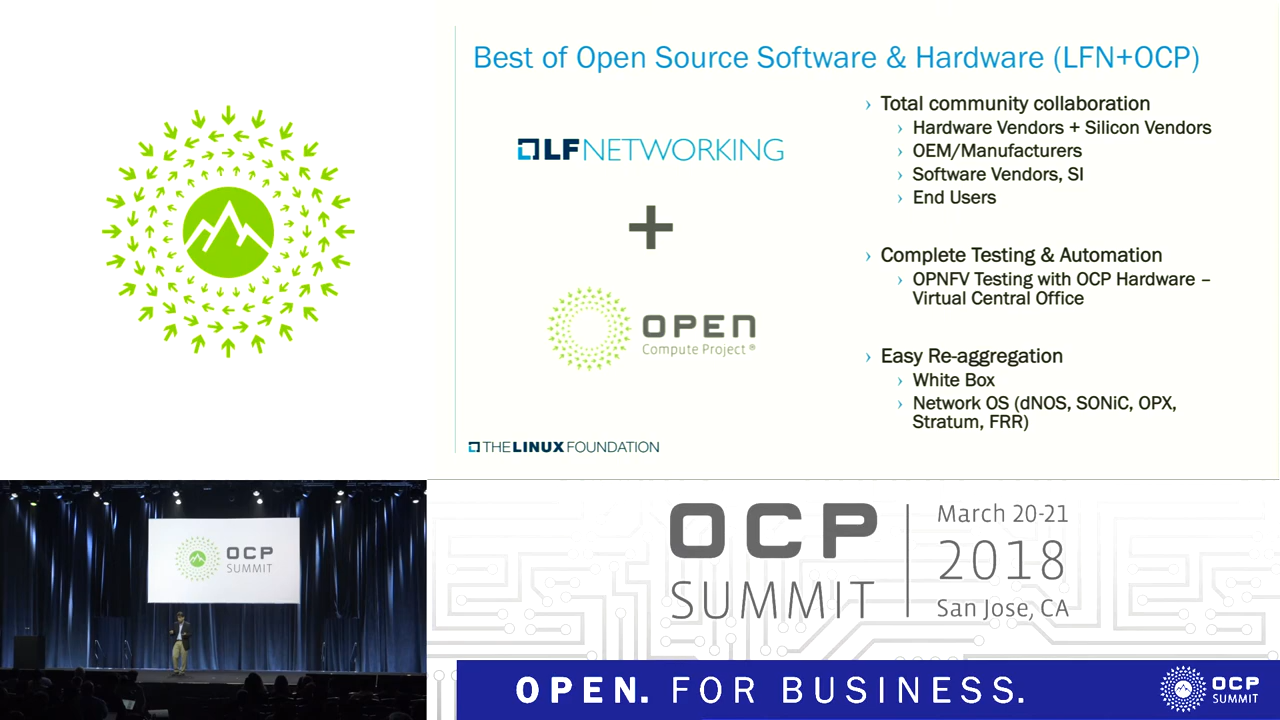 Best of Open Source Software & Hardware (LFN+OCP)
LFNETWORKING
+
OPEN
Compute Project ®
THE LINUX FOUNDATION
› Total community collaboration
› Hardware Vendors + Silicon Vendors
› OEM/Manufacturers
› Software Vendors, SI
› End Users
› Complete Testing & Automation
› OPNFV Testing with OCP Hardware –
Virtual Central Office
› Easy Re-aggregation
› White Box
› Network OS (dNOS, SONiC, OPX,
Stratum, FRR)
OCP
SUMMIT
OCP
SUMMIT
March 20-21
2018
San Jose, CA
OPEN. FOR BUSINESS.
OCP
SUMMIT